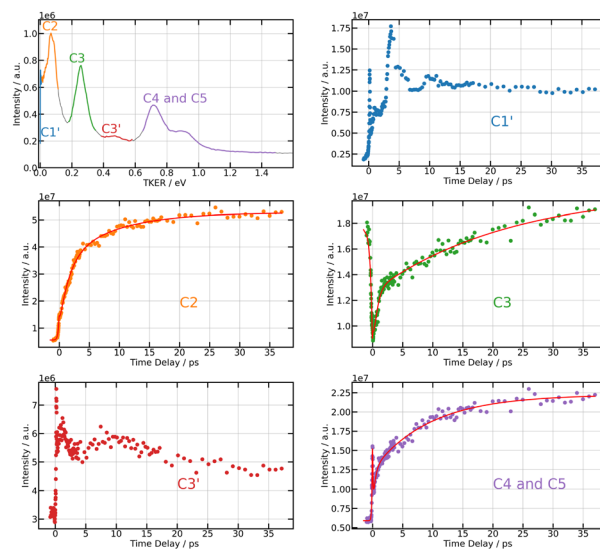 1e6
C2
C3
C4 and C5
C1'
C3'
Intensity / a.u.
1.0
0.8
0.6
0.4
0.2
0.0
0.0 0.2 0.4 0.6 0.8 1.0 1.2 1.4
TKER / eV
1e7
C1'
Intensity / a.u.
1.75
1.50
1.25
1.00
0.75
0.50
0.25
0 5 10 15 20 25 30 35
Time Delay / ps
1e7
C2
Intensity / a.u.
5
4
3
2
1
0 5 10 15 20 25 30 35
Time Delay / ps
1e7
C3
Intensity / a.u.
1.8
1.6
1.4
1.2
1.0
0 5 10 15 20 25 30 35
Time Delay / ps
1e6
C3'
Intensity / a.u.
7
6
5
4
3
0 5 10 15 20 25 30 35
Time Delay / ps
1e7
C4 and C5
Intensity / a.u.
2.25
2.00
1.75
1.50
1.25
1.00
0.75
0.50
0 5 10 15 20 25 30 35
Time Delay / ps